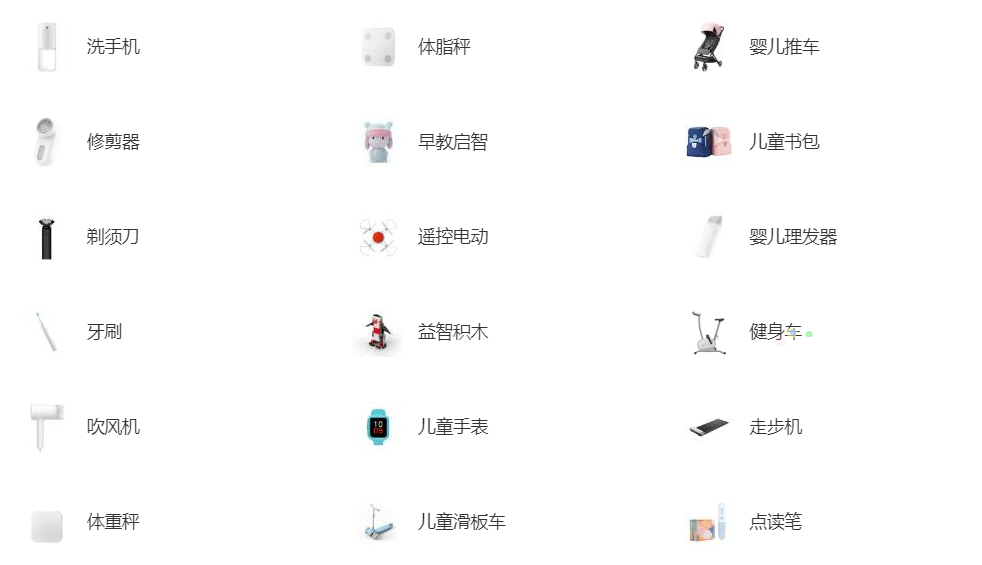 洗手机
体脂秤
婴儿推车
修剪器
早教启智
儿童书包
剃须刀
遥控电动
婴儿理发器
牙刷
益智积木
健身车
吹风机
儿童手表
走步机
体重秤
儿童滑板车
点读笔